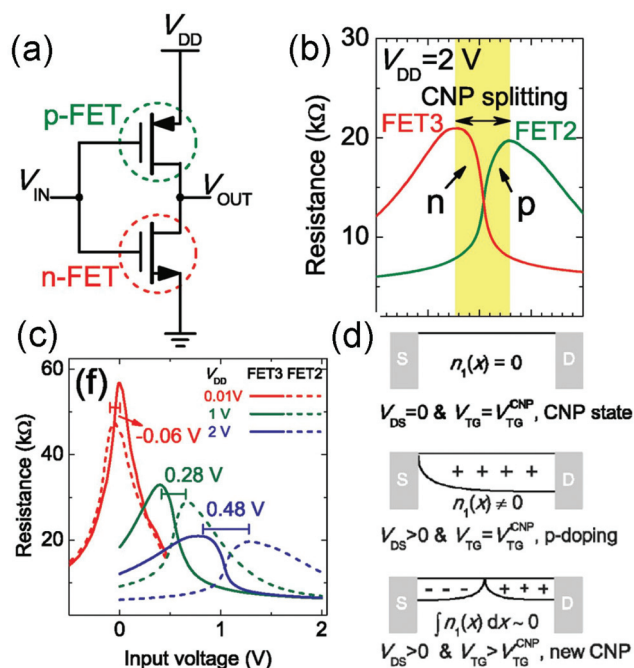 (a)
V_DD
p-FET
V_IN
V_OUT
n-FET
(b)
30
V_DD=2 V
CNP splitting
FET3
FET2
20
n
p
10
Resistance (kΩ)
(c)
(f)
V_DD FET3 FET2
0.01V
1 V
2 V
60
40
20
-0.06 V
0.28 V
0.48 V
0
1
2
Resistance (kΩ)
Input voltage (V)
(d)
S
n₁(x) = 0
D
V_DS=0 & V_TG=V_TG^CNP, CNP state
S
+ + + +
D
n₁(x) ≠ 0
V_DS>0 & V_TG=V_TG^CNP, p-doping
S
- - - + + +
D
∫n₁(x) dx~0
V_DS>0 & V_TG>V_TG^CNP, new CNP